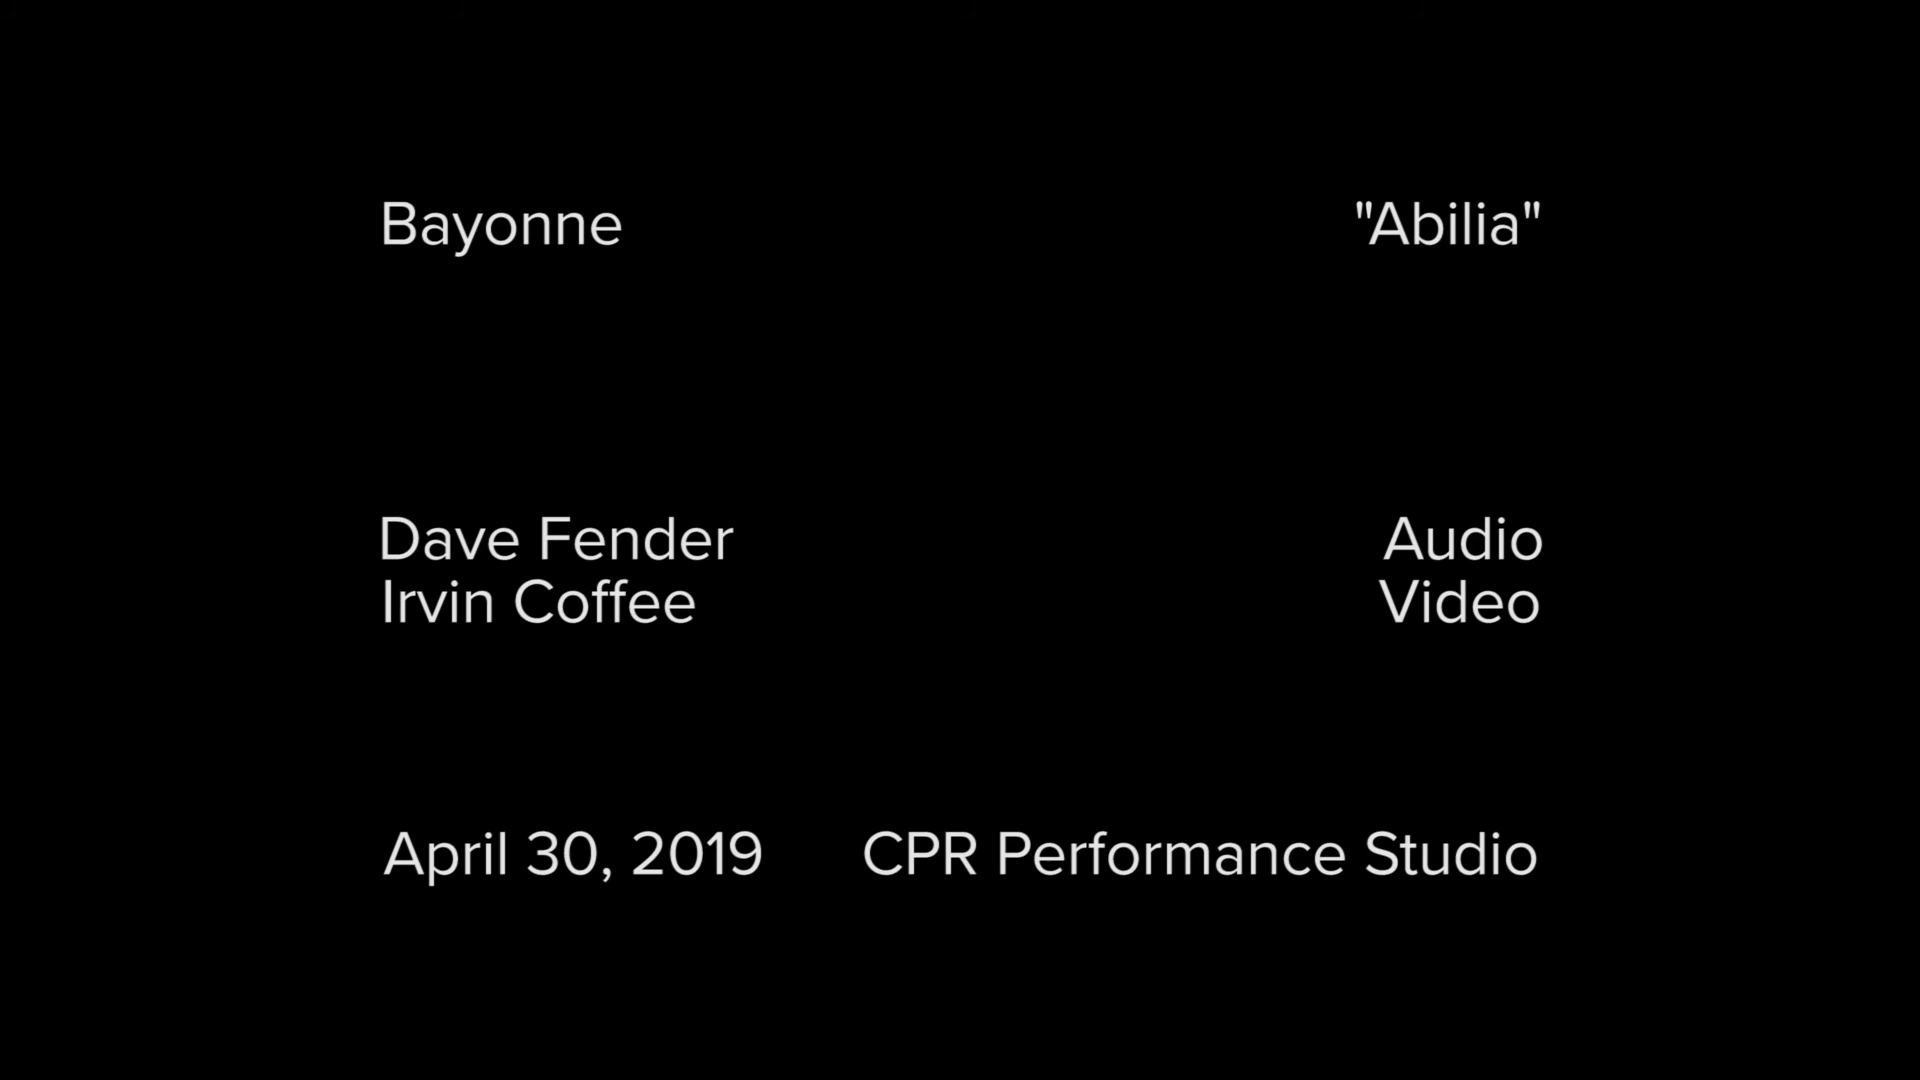 Bayonne "Abilia"
Dave Fender Audio
Irvin Coffee Video
April 30, 2019 CPR Performance Studio